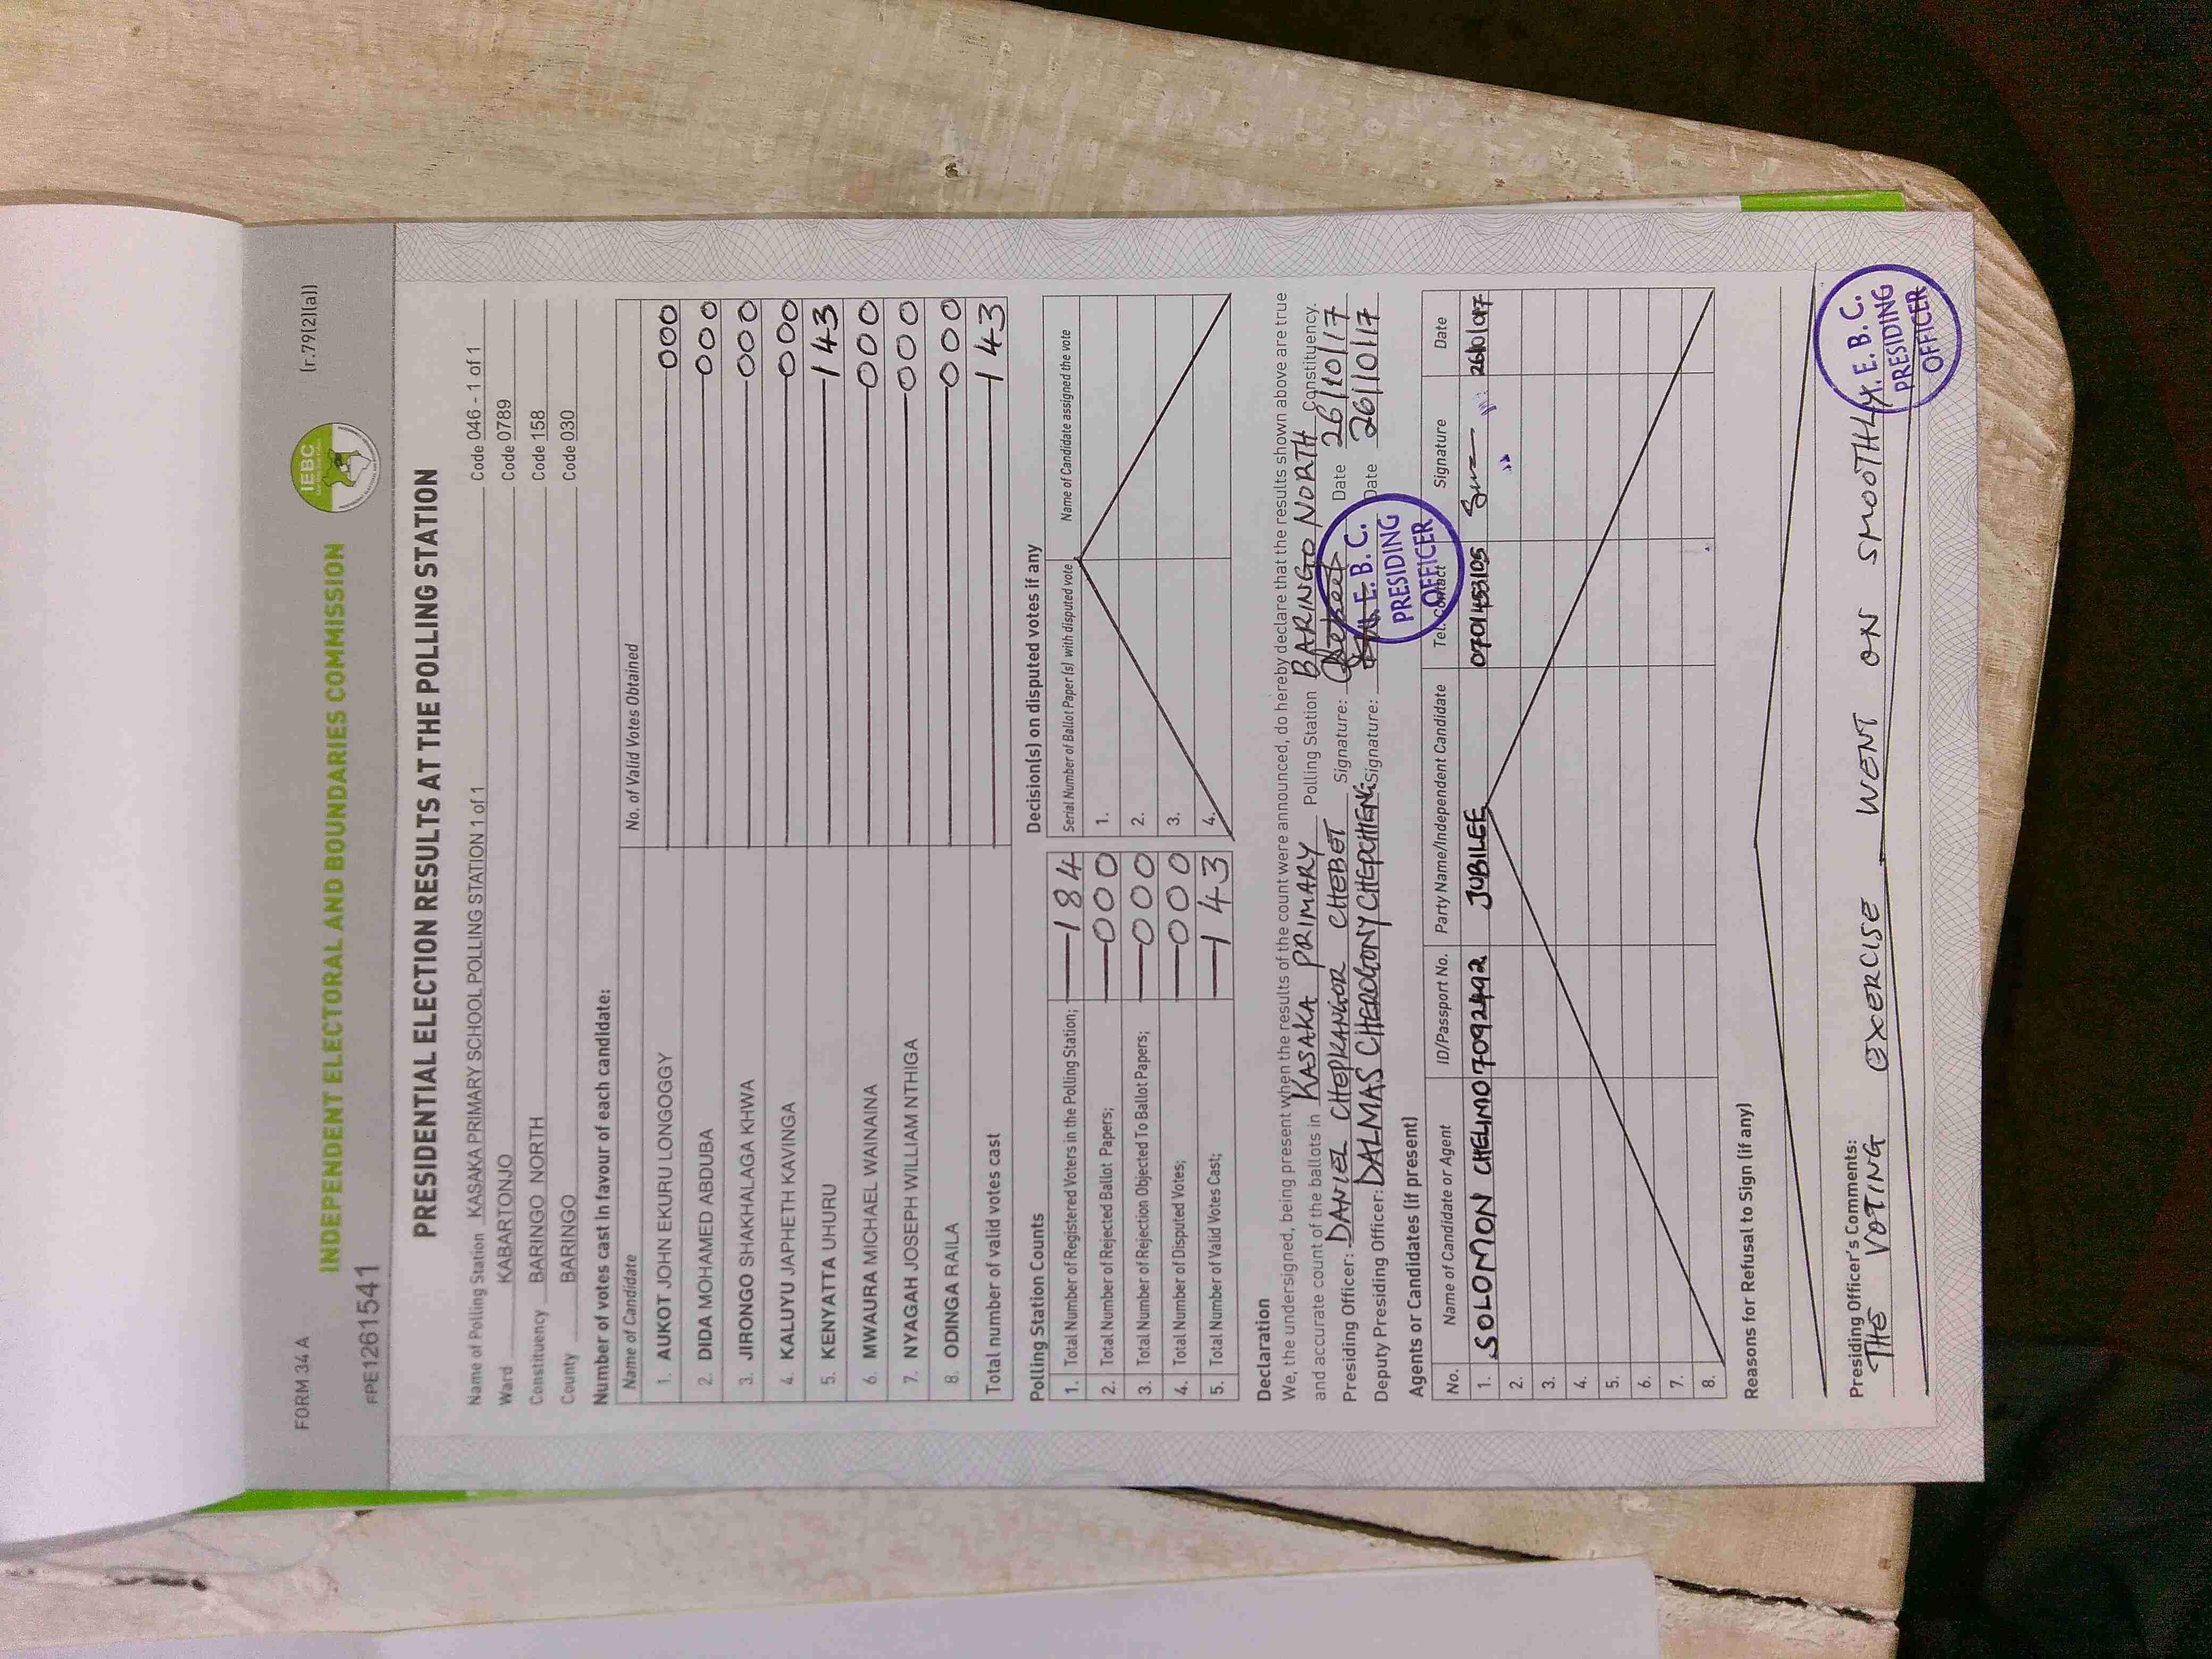 FORM 34 A
(r.79(2)(a))
INDEPENDENT ELECTORAL AND BOUNDARIES COMMISSION
IEBC
FPE1261541
PRESIDENTIAL ELECTION RESULTS AT THE POLLING STATION
Name of Polling Station KASAKA PRIMARY SCHOOL POLLING STATION 1 of 1 Code 046 - 1 of 1
Ward KABARTONJO Code 0789
Constituency BARINGO NORTH Code 158
County BARINGO Code 030
Number of votes cast in favour of each candidate:
Name of Candidate No. of Valid Votes Obtained
1. AUKOT JOHN EKURU LONGOGGY 000
2. DIDA MOHAMED ABDUBA 000
3. JIRONGO SHAKHALAGA KHWA 000
4. KALUYU JAPHETH KAVINGA 000
5. KENYATTA UHURU 143
6. MWAURA MICHAEL WAINAINA 000
7. NYAGAH JOSEPH WILLIAM NTHIGA 000
8. ODINGA RAILA 000
Total number of valid votes cast 143
Polling Station Counts
1. Total Number of Registered Voters in the Polling Station; 184
2. Total Number of Rejected Ballot Papers; 000
3. Total Number of Rejection Objected To Ballot Papers; 000
4. Total Number of Disputed Votes; 000
5. Total Number of Valid Votes Cast; 143
Decision(s) on disputed votes if any
Serial Number of Ballot Paper (s) with disputed vote Name of Candidate assigned the vote
1.
2.
3.
4.
Declaration
We, the undersigned, being present when the results of the count were announced, do hereby declare that the results shown above are true
and accurate count of the ballots in KASAKA PRIMARY Polling Station BARINGO NORTH Constituency.
Presiding Officer: DANIEL CHEPKANGOR CHEBET Signature: Date 26/10/17
Deputy Presiding Officer: DALMAS CHEROGONY CHEPCHIENG Signature: Date 26/10/17
I. E. B. C.
PRESIDING
OFFICER
Agents or Candidates (if present)
No. Name of Candidate or Agent ID/Passport No. Party Name/Independent Candidate Tel. Contact Signature Date
1. SOLOMON CHELIMO 7092492 JUBILEE
2.
3.
4.
5.
6.
7.
8.
Reasons for Refusal to Sign (if any)
Presiding Officer's Comments:
THE VOTING EXERCISE WENT ON SMOOTHLY.
I. E. B. C.
PRESIDING
OFFICER